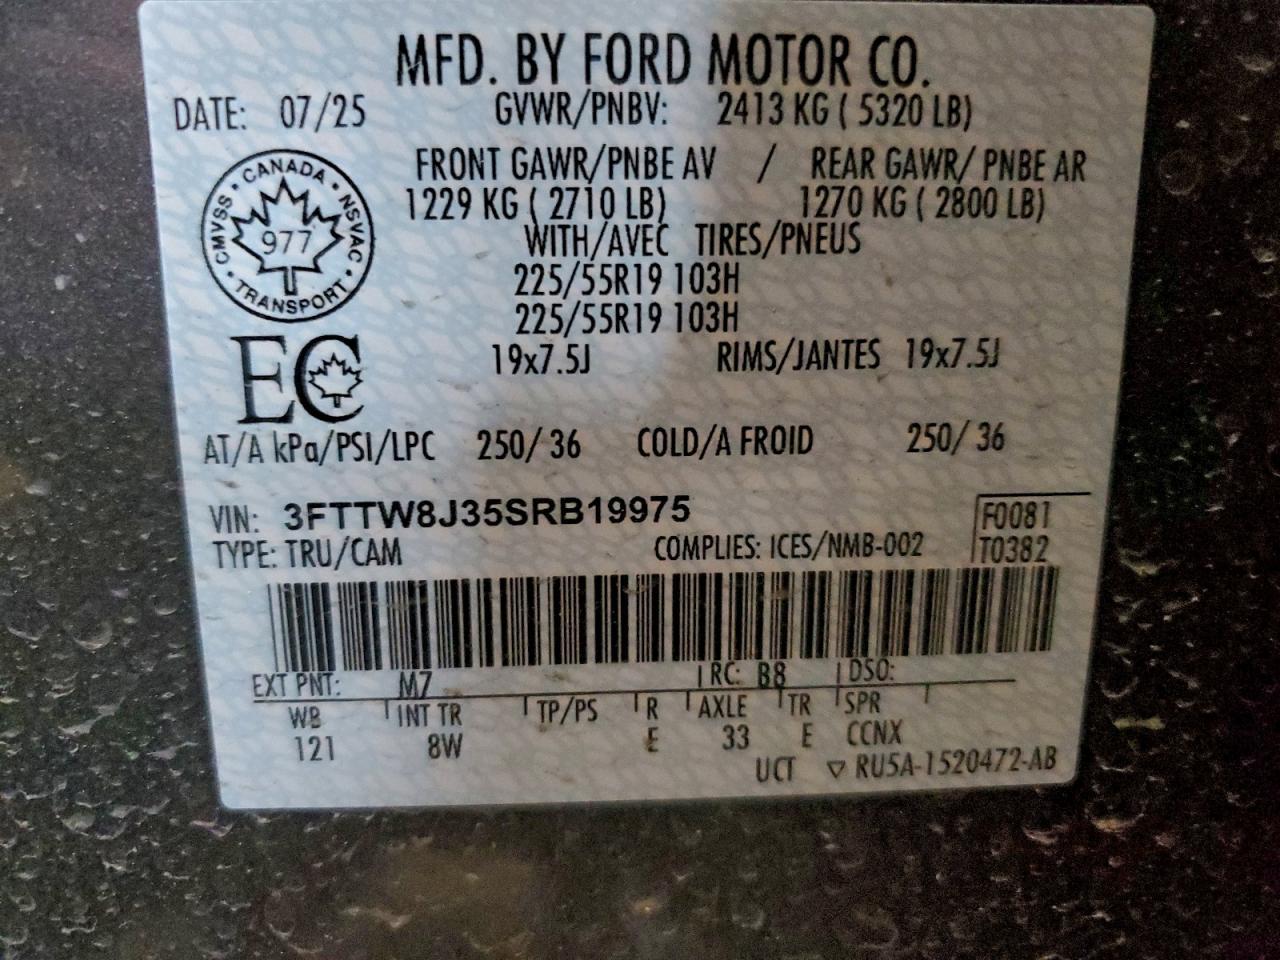 MFD. BY FORD MOTOR CO.
DATE: 07/25 GVWR/PNBV: 2413 KG ( 5320 LB)
FRONT GAWR/PNBE AV / REAR GAWR/ PNBE AR
1229 KG ( 2710 LB) 1270 KG ( 2800 LB)
WITH/AVEC TIRES/PNEUS
225/55R19 103H
225/55R19 103H
19x7.5J RIMS/JANTES 19x7.5J
CANADA
CMVSS 977 NSVAC
TRANSPORT
EC
AT/A kPa/PSI/LPC 250/ 36 COLD/A FROID 250/ 36
VIN: 3FTTW8J35SRB19975 F0081
TYPE: TRU/CAM COMPLIES: ICES/NMB-002 T0382
EXT PNT: M7 RC: B8 DSO:
WB INT TR TP/PS R AXLE TR SPR
121 8W E 33 E CCNX
UCT ▽ RU5A-1520472-AB